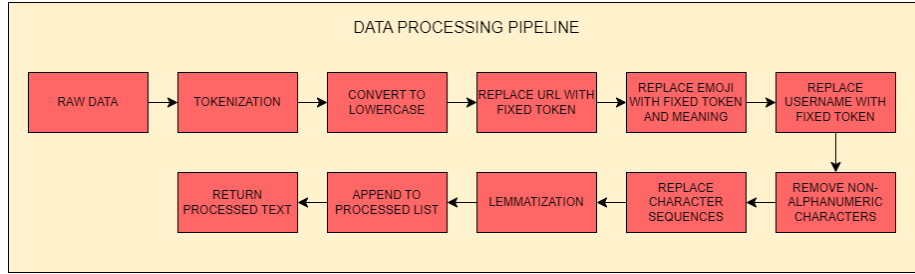 DATA PROCESSING PIPELINE
RAW DATA
TOKENIZATION
CONVERT TO
LOWERCASE
REPLACE URL WITH
FIXED TOKEN
REPLACE EMOJI
WITH FIXED TOKEN
AND MEANING
REPLACE
USERNAME WITH
FIXED TOKEN
REMOVE NON-
ALPHANUMERIC
CHARACTERS
REPLACE
CHARACTER
SEQUENCES
LEMMATIZATION
APPEND TO
PROCESSED LIST
RETURN
PROCESSED TEXT